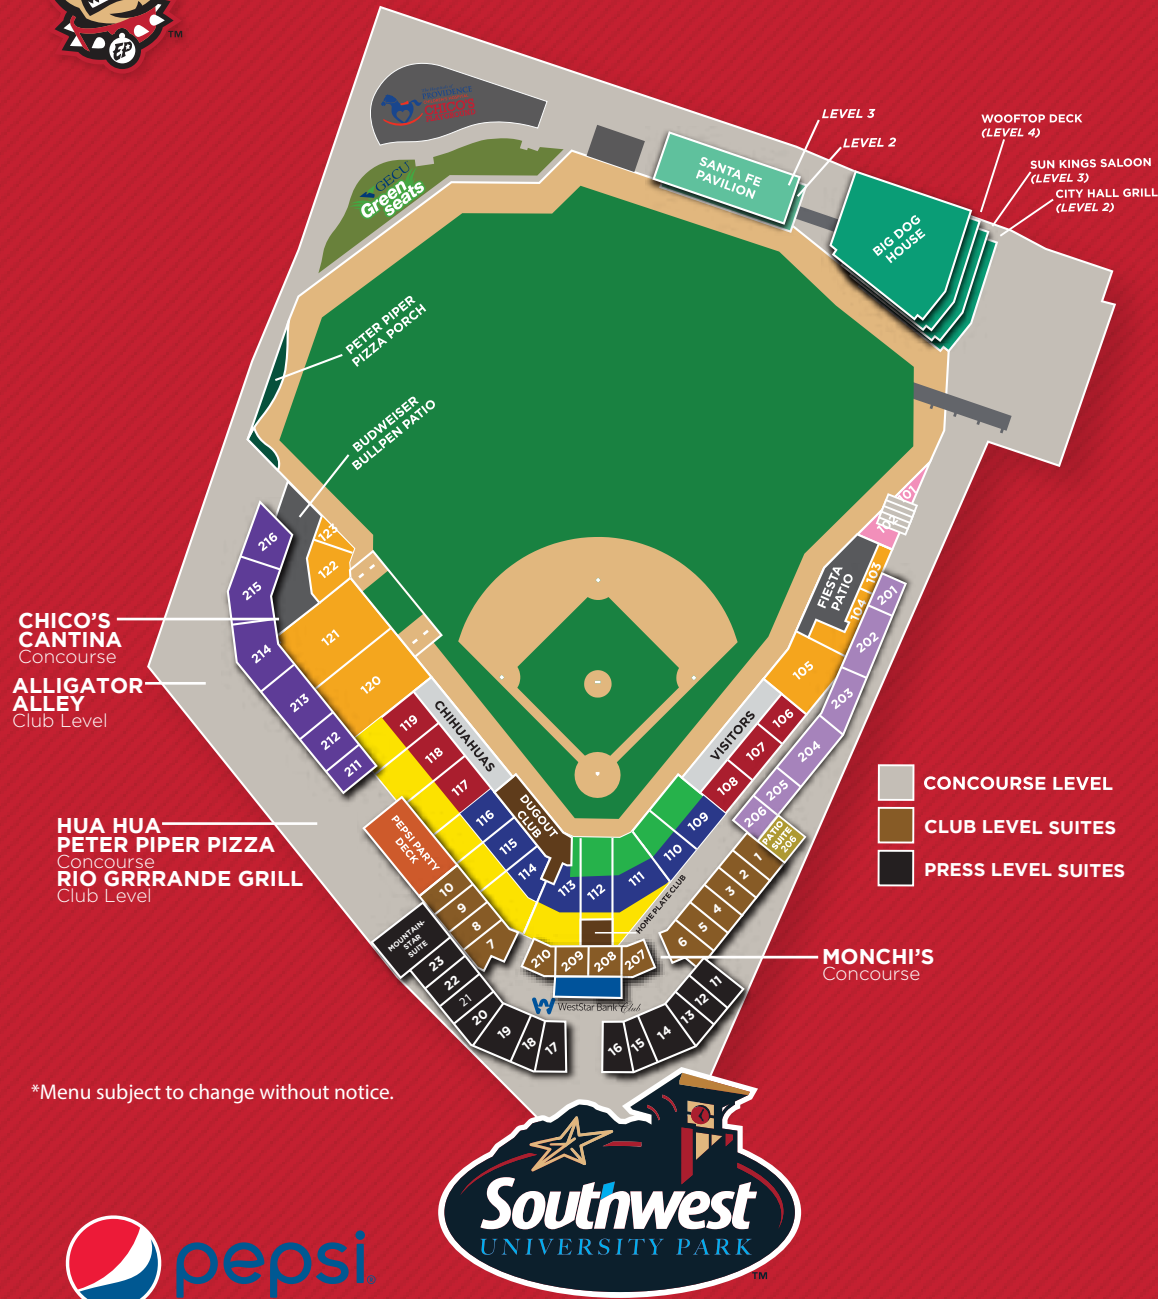 EP
TM
PROVIDENCE
GECU
Green
seats
LEVEL 3
LEVEL 2
SANTA FE
PAVILION
WOOFTOP DECK
(LEVEL 4)
SUN KINGS SALOON
(LEVEL 3)
CITY HALL GRILL
(LEVEL 2)
BIG DOG
HOUSE
PETER PIPER
PIZZA PORCH
BUDWEISER
BULLPEN PATIO
216
215
214
213
212
211
123
122
121
120
119
118
117
116
115
114
113
112
111
110
109
108
107
106
105
104
103
101
FIESTA
PATIO
201
202
203
204
205
206
PATIO
SUITE
206
CHIHUAHUAS
VISITORS
DUGOUT
CLUB
HOME PLATE CLUB
PEPSI PARTY
DECK
10
9
8
7
210
209
208
207
6
5
4
3
2
1
MOUNTAIN-
STAR
SUITE
23
22
21
20
19
18
17
16
15
14
13
12
11
WestStar Bank Club
CHICO'S
CANTINA
Concourse
ALLIGATOR
ALLEY
Club Level
HUA HUA
PETER PIPER PIZZA
Concourse
RIO GRRRANDE GRILL
Club Level
CONCOURSE LEVEL
CLUB LEVEL SUITES
PRESS LEVEL SUITES
MONCHI'S
Concourse
*Menu subject to change without notice.
Southwest
UNIVERSITY PARK
TM
pepsi